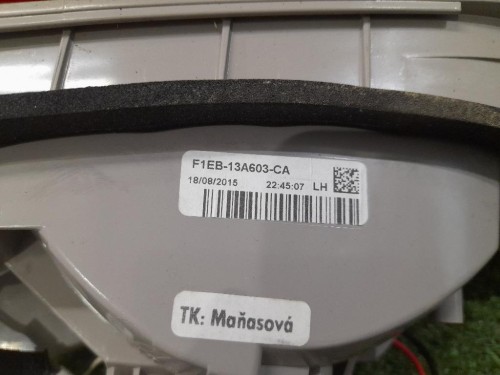 F1EB-13A603-CA
18/08/2015 22:45:07 LH
TK: Maňasová